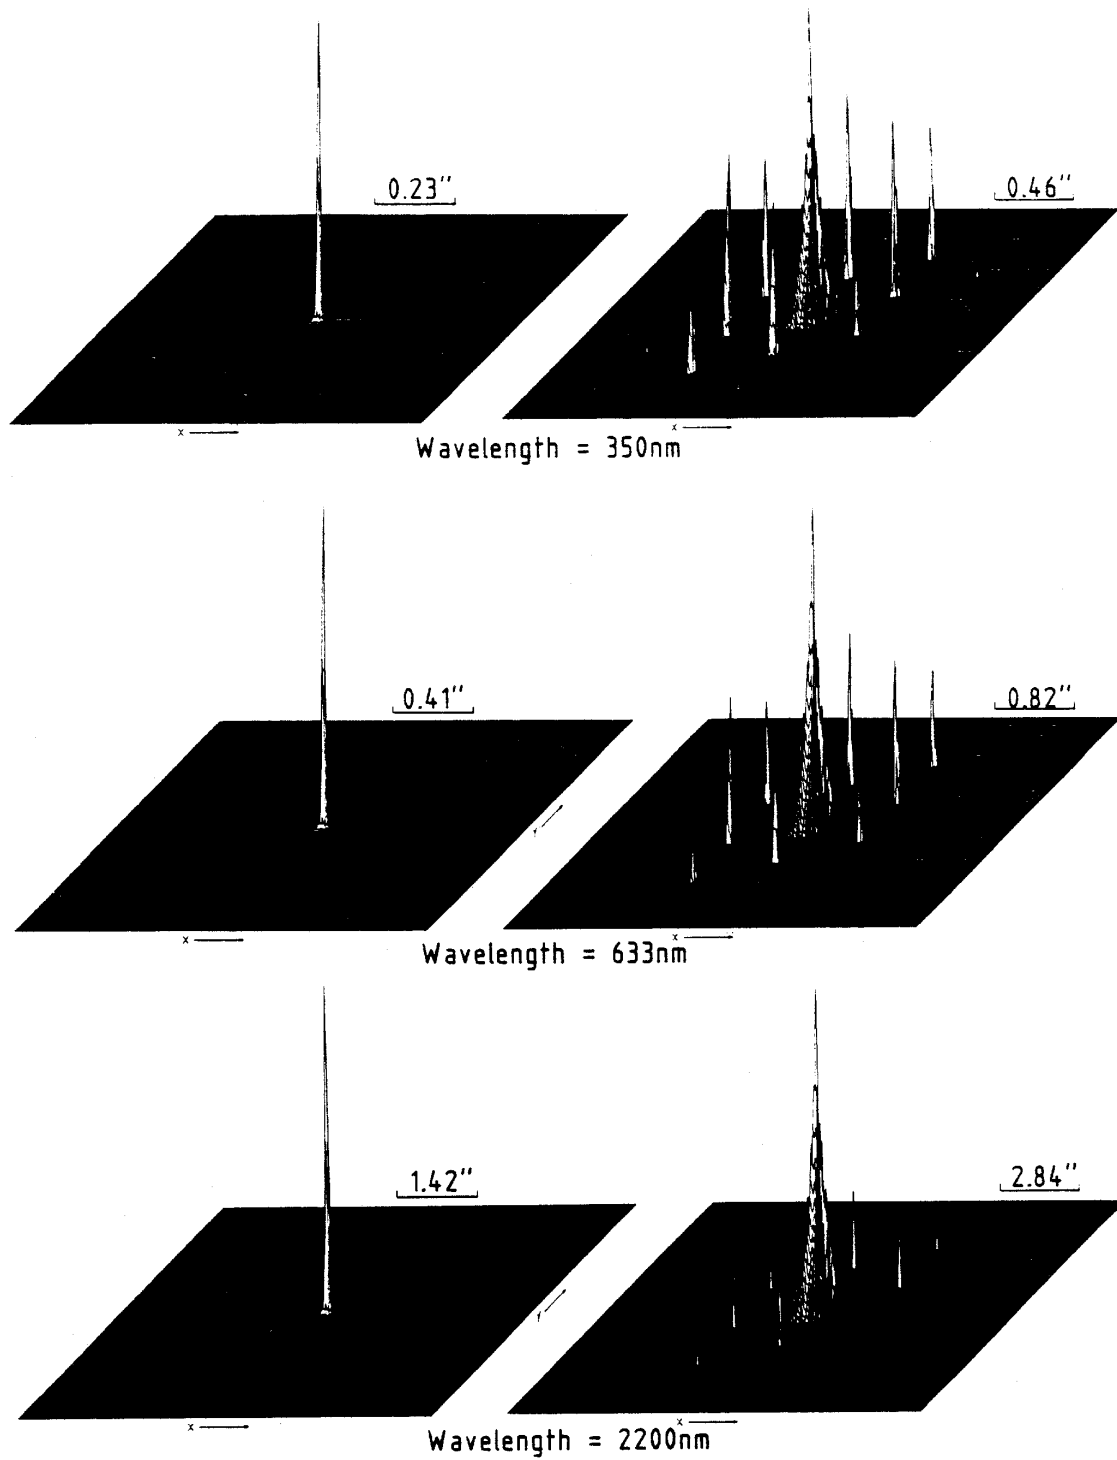 0.23″ 0.46″
x x
Wavelength = 350nm
0.41″ 0.82″
Y
x x
Wavelength = 633nm
1.42″ 2.84″
Y
x x
Wavelength = 2200nm